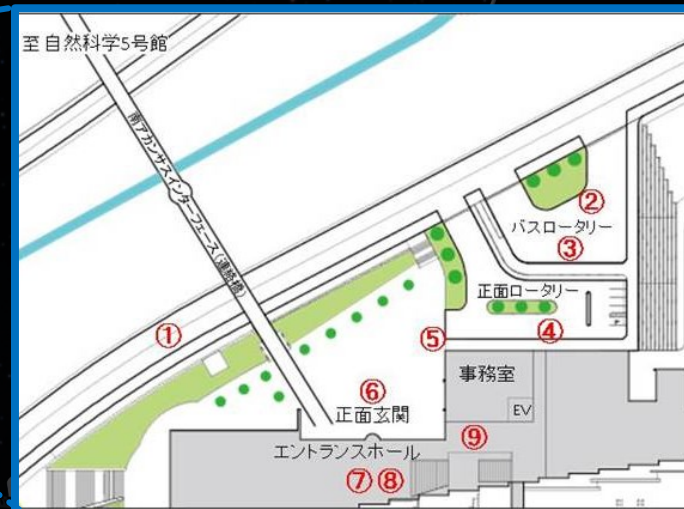 至 自然科学5号館
南アカンサスインターフェース(連絡橋)
②
バスロータリー
③
正面ロータリー
①
④
⑤
事務室
⑥
正面玄関
EV
エントランスホール
⑨
⑦ ⑧